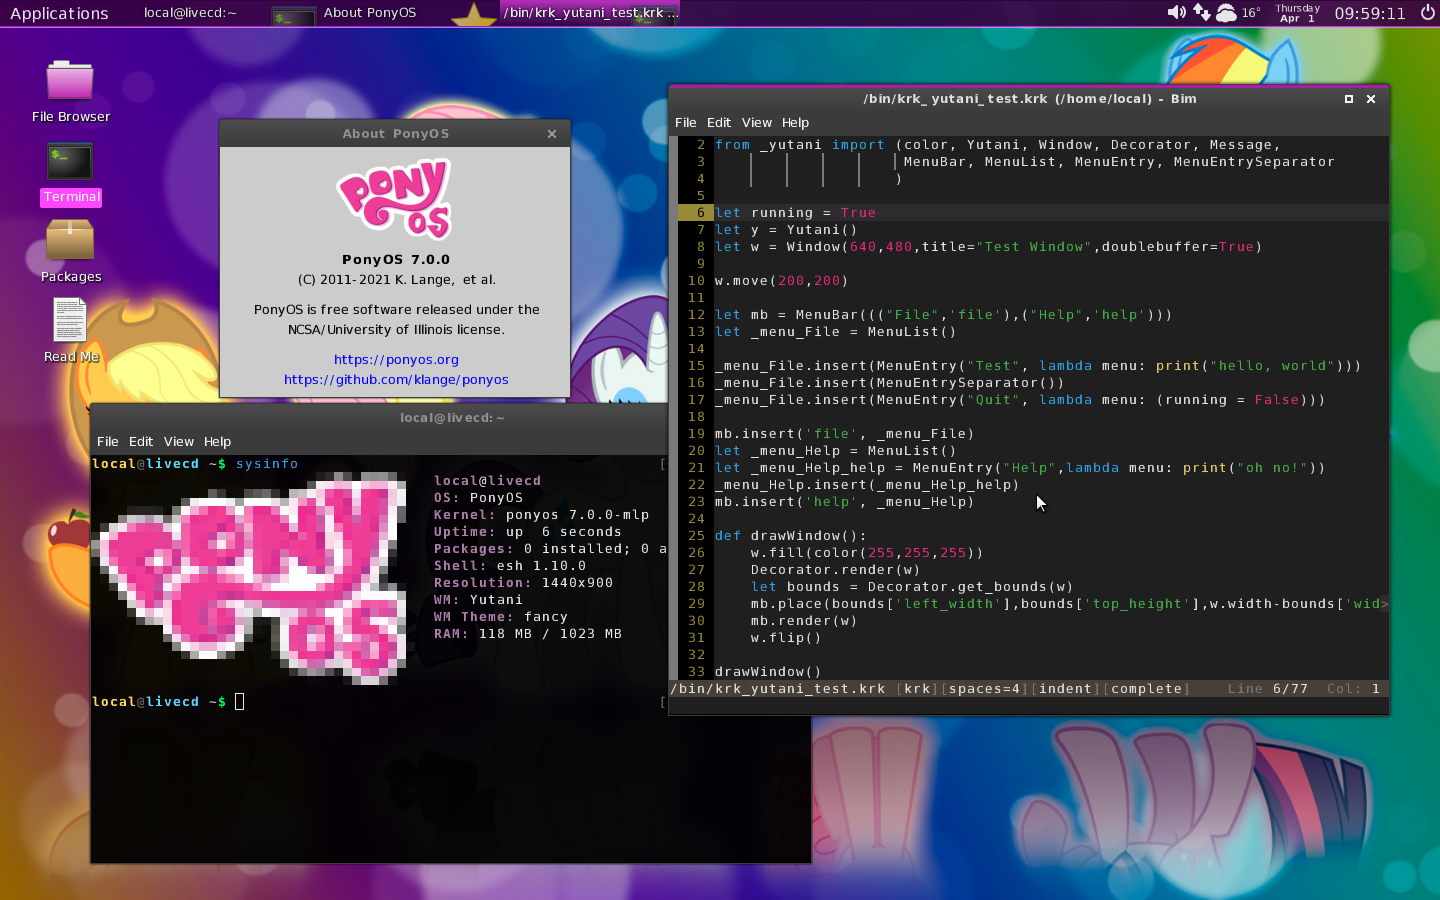 Applications
local@livecd:~
About PonyOS
/bin/krk_yutani_test.krk ...
16°
Thursday
Apr 1
09:59:11
File Browser
Terminal
Packages
Read Me
About PonyOS
PONY
OS
PonyOS 7.0.0
(C) 2011-2021 K. Lange, et al.
PonyOS is free software released under the
NCSA/University of Illinois license.
https://ponyos.org
https://github.com/klange/ponyos
local@livecd:~
File Edit View Help
local@livecd ~$ sysinfo [
PONY
OS
local@livecd
OS: PonyOS
Kernel: ponyos 7.0.0-mlp
Uptime: up 6 seconds
Packages: 0 installed; 0 a
Shell: esh 1.10.0
Resolution: 1440x900
WM: Yutani
WM Theme: fancy
RAM: 118 MB / 1023 MB
local@livecd ~$ [
/bin/krk_yutani_test.krk (/home/local) - Bim
File Edit View Help
2 from _yutani import (color, Yutani, Window, Decorator, Message,
3 MenuBar, MenuList, MenuEntry, MenuEntrySeparator
4 )
5
6 let running = True
7 let y = Yutani()
8 let w = Window(640,480,title="Test Window",doublebuffer=True)
9
10 w.move(200,200)
11
12 let mb = MenuBar((("File",'file'),("Help",'help')))
13 let _menu_File = MenuList()
14
15 _menu_File.insert(MenuEntry("Test", lambda menu: print("hello, world")))
16 _menu_File.insert(MenuEntrySeparator())
17 _menu_File.insert(MenuEntry("Quit", lambda menu: (running = False)))
18
19 mb.insert('file', _menu_File)
20 let _menu_Help = MenuList()
21 let _menu_Help_help = MenuEntry("Help",lambda menu: print("oh no!"))
22 _menu_Help.insert(_menu_Help_help)
23 mb.insert('help', _menu_Help)
24
25 def drawWindow():
26 w.fill(color(255,255,255))
27 Decorator.render(w)
28 let bounds = Decorator.get_bounds(w)
29 mb.place(bounds['left_width'],bounds['top_height'],w.width-bounds['wid>
30 mb.render(w)
31 w.flip()
32
33 drawWindow()
/bin/krk_yutani_test.krk [krk][spaces=4][indent][complete] Line 6/77 Col: 1